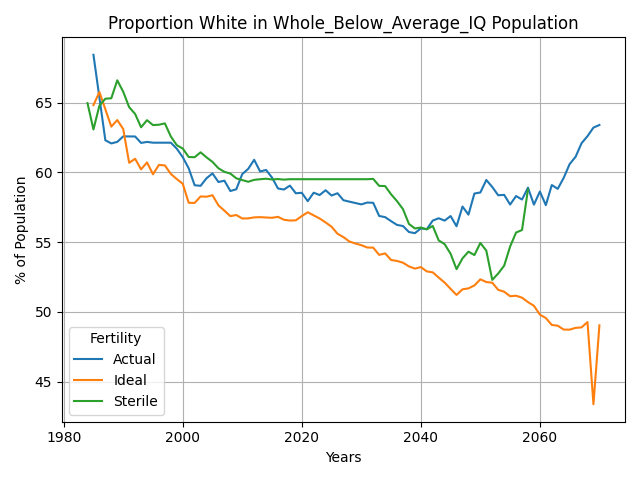 Proportion White in Whole_Below_Average_IQ Population
% of Population
65
60
55
50
45
Fertility
Actual
Ideal
Sterile
1980
2000
2020
2040
2060
Years